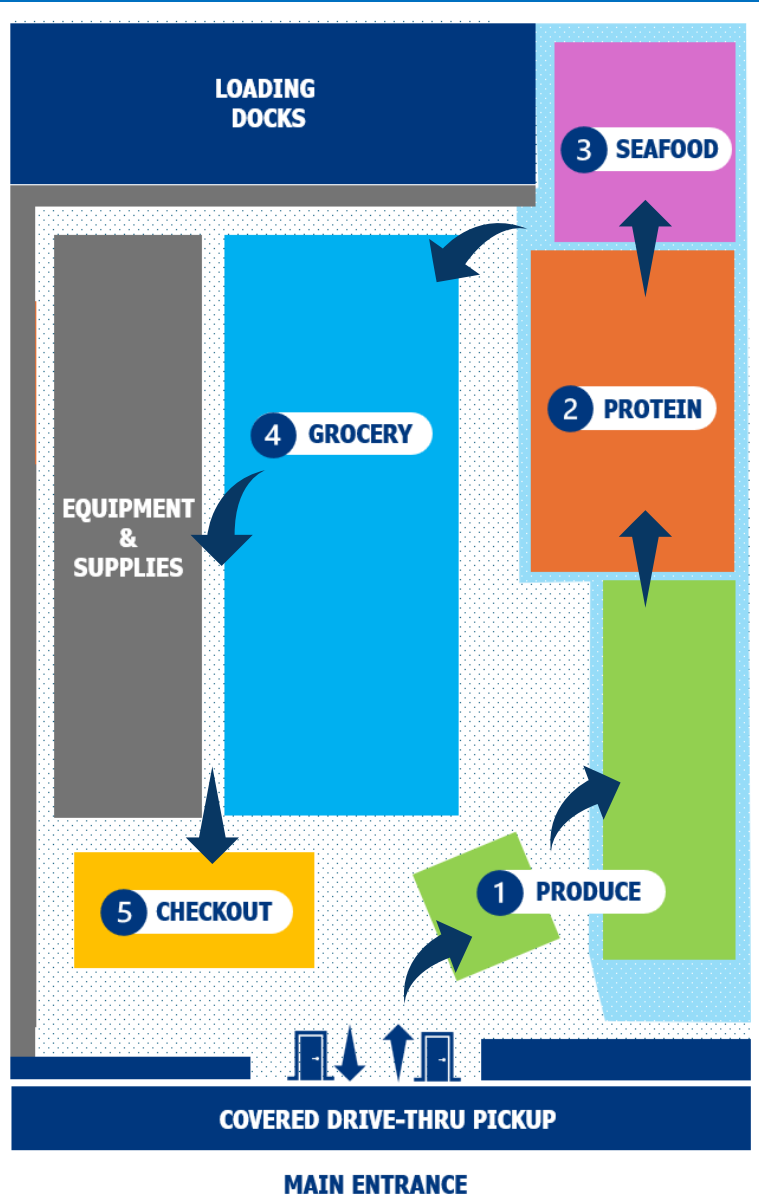 LOADING
DOCKS
3 SEAFOOD
2 PROTEIN
4 GROCERY
EQUIPMENT
&
SUPPLIES
1 PRODUCE
5 CHECKOUT
COVERED DRIVE-THRU PICKUP
MAIN ENTRANCE